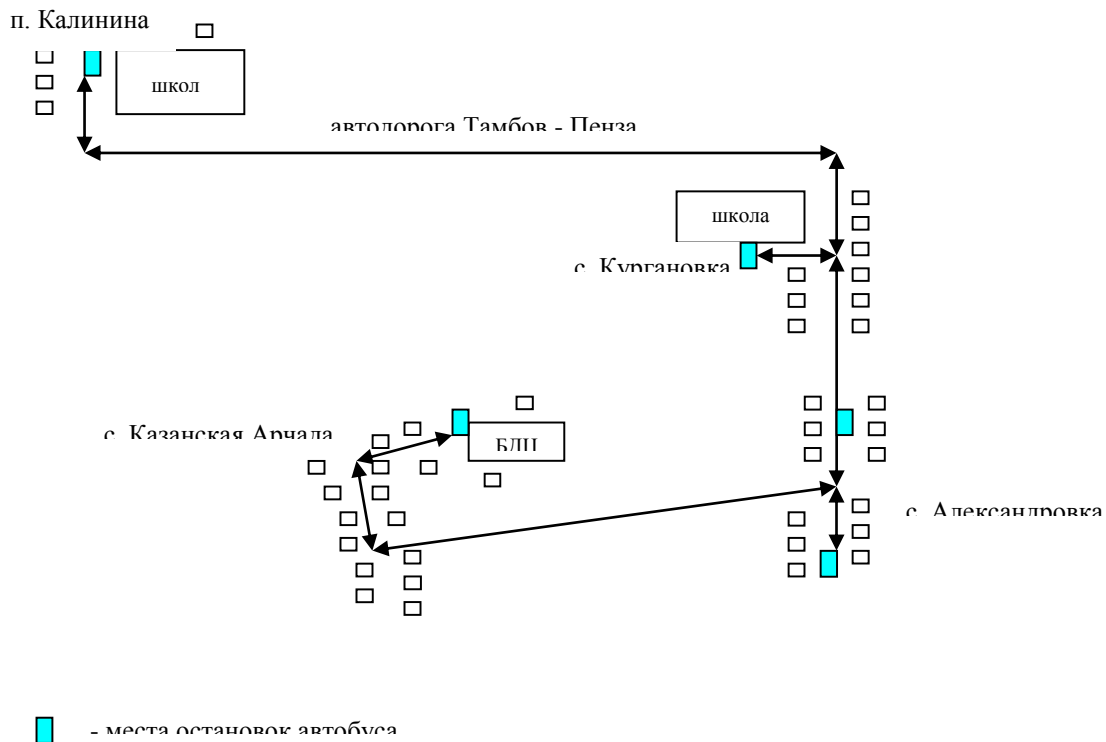 п. Калинина
школ
автодорога Тамбов - Пенза
школа
с. Кургановка
с. Казанская Арчада
БДЦ
с. Александровка
- места остановок автобуса